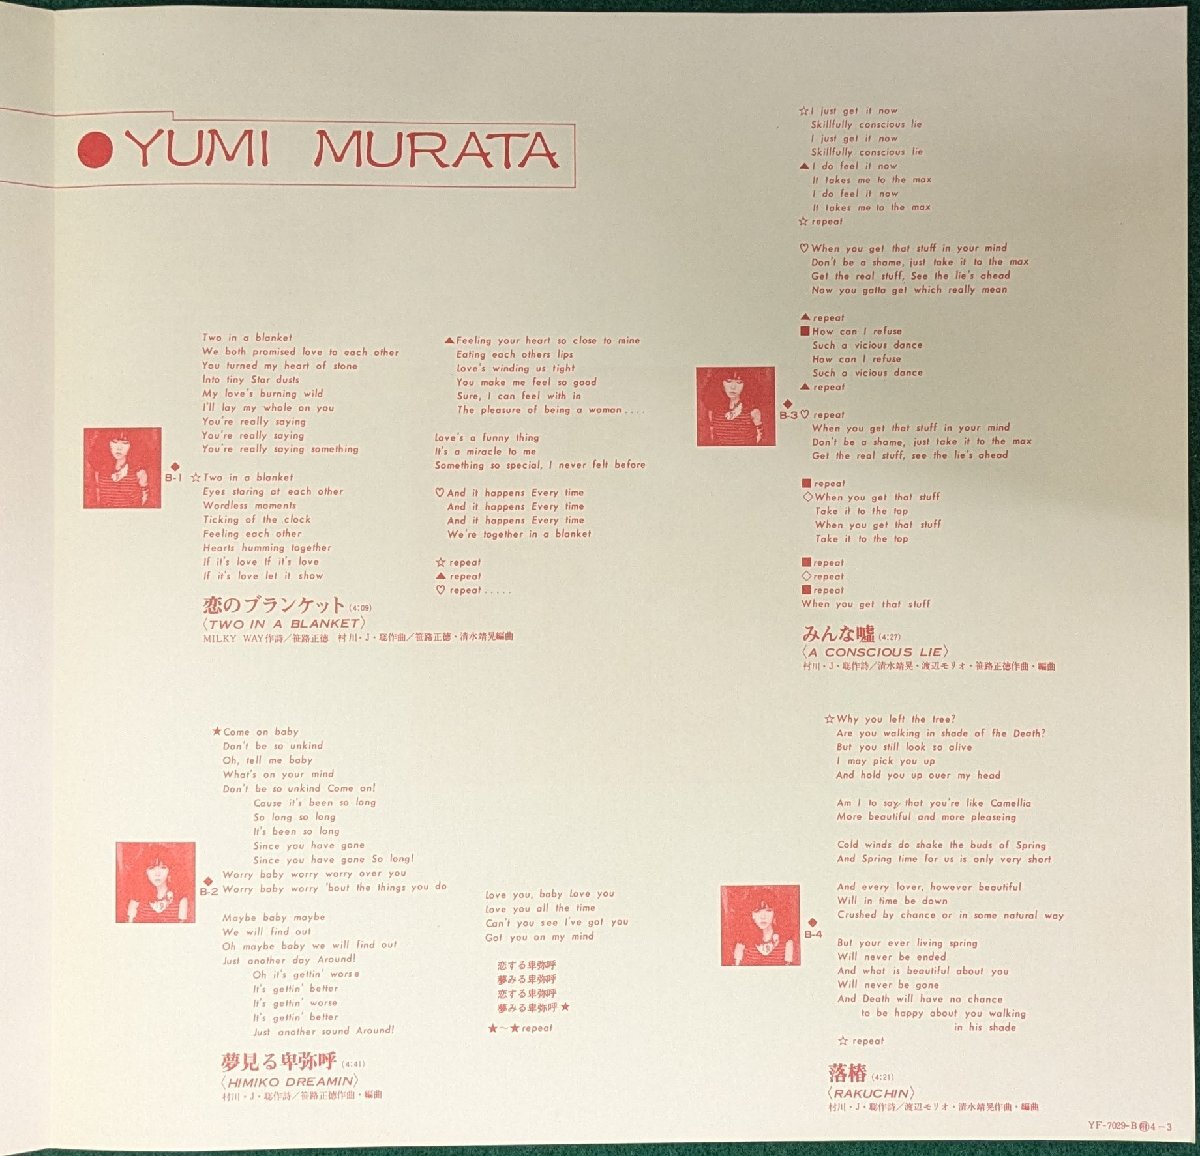 ●YUMI MURATA
Two in a blanket
We both promised love to each other
You turned my heart of stone
Into tiny Star dusts
My love's burning wild
I'll lay my whole on you
You're really saying
You're really saying
You're really saying something
◆
B-1
☆Two in a blanket
Eyes staring at each other
Wordless moments
Ticking of the clock
Feeling each other
Hearts humming together
If it's love If it's love
If it's love let it show
▲Feeling your heart so close to mine
Eating each others lips
Love's winding us tight
You make me feel so good
Sure, I can feel with in
The pleasure of being a woman....
Love's a funny thing
It's a miracle to me
Something so special, I never felt before
♡And it happens Every time
And it happens Every time
And it happens Every time
We're together in a blanket
☆repeat
▲repeat
♡repeat.....
恋のブランケット(4:09)
〈TWO IN A BLANKET〉
MILKY WAY作詩／笹路正徳 村川・J・聡作曲／笹路正徳・清水靖晃編曲
★Come on baby
Don't be so unkind
Oh, tell me baby
What's on your mind
Don't be so unkind Come on!
Cause it's been so long
So long so long
It's been so long
Since you have gone
Since you have gone So long!
◆
B-2
Worry baby worry worry over you
Worry baby worry 'bout the things you do
Maybe baby maybe
We will find out
Oh maybe baby we will find out
Just another day Around!
Oh it's gettin' worse
It's gettin' better
It's gettin' worse
It's gettin' better
Just another sound Around!
Love you, baby Love you
Love you all the time
Can't you see I've got you
Got you on my mind
恋する卑弥呼
夢みる卑弥呼
恋する卑弥呼
夢みる卑弥呼★
★〜★repeat
夢見る卑弥呼(4:41)
〈HIMIKO DREAMIN〉
村川・J・聡作詩／笹路正徳作曲・編曲
☆I just get it now
Skillfully conscious lie
I just get it now
Skillfully conscious lie
▲I do feel it now
It takes me to the max
I do feel it now
It takes me to the max
☆repeat
♡When you get that stuff in your mind
Don't be a shame, just take it to the max
Get the real stuff, See the lie's ahead
Now you gotta get which really mean
▲repeat
■How can I refuse
Such a vicious dance
How can I refuse
Such a vicious dance
▲repeat
◆
B-3
♡repeat
When you get that stuff in your mind
Don't be a shame, just take it to the max
Get the real stuff, see the lie's ahead
■repeat
◇When you get that stuff
Take it to the top
When you get that stuff
Take it to the top
■repeat
◇repeat
■repeat
When you get that stuff
みんな嘘(4:27)
〈A CONSCIOUS LIE〉
村川・J・聡作詩／清水靖晃・渡辺モリオ・笹路正徳作曲・編曲
☆Why you left the tree?
Are you walking in shade of the Death?
But you still look so alive
I may pick you up
And hold you up over my head
Am I to say that you're like Camellia
More beautiful and more pleaseing
Cold winds do shake the buds of Spring
And Spring time for us is only very short
And every lover, however beautiful
Will in time be down
Crushed by chance or in some natural way
◆
B-4
But your ever living spring
Will never be ended
And what is beautiful about you
Will never be gone
And Death will have no chance
to be happy about you walking
in his shade
☆repeat
落椿(4:21)
〈RAKUCHIN〉
村川・J・聡作詩／渡辺モリオ・清水靖晃作曲・編曲
YF-7029-B 4-3